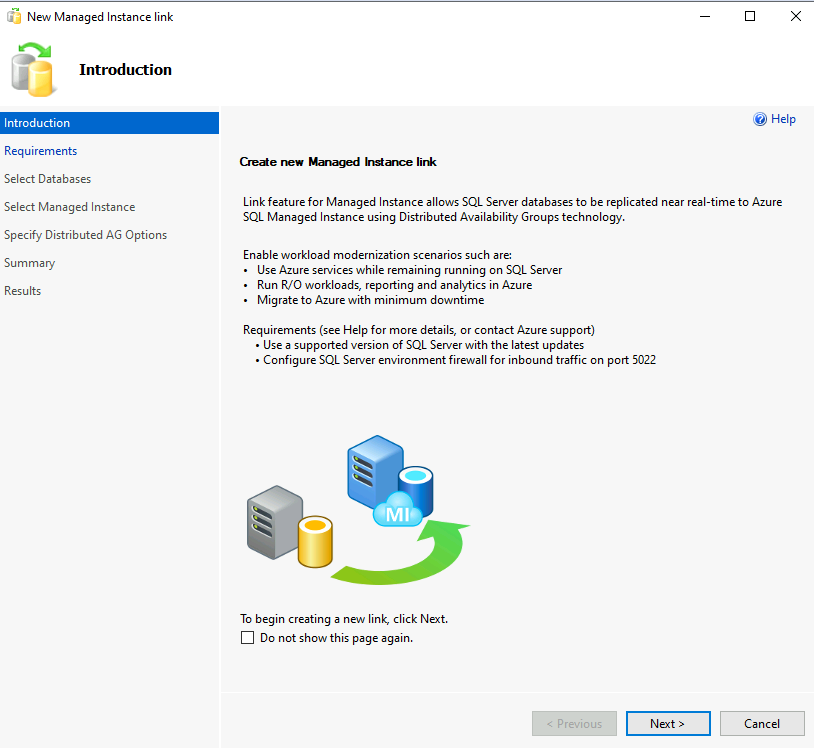 New Managed Instance link
Introduction
Introduction
Requirements
Select Databases
Select Managed Instance
Specify Distributed AG Options
Summary
Results
Help
Create new Managed Instance link
Link feature for Managed Instance allows SQL Server databases to be replicated near real-time to Azure
SQL Managed Instance using Distributed Availability Groups technology.
Enable workload modernization scenarios such are:
• Use Azure services while remaining running on SQL Server
• Run R/O workloads, reporting and analytics in Azure
• Migrate to Azure with minimum downtime
Requirements (see Help for more details, or contact Azure support)
• Use a supported version of SQL Server with the latest updates
• Configure SQL Server environment firewall for inbound traffic on port 5022
MI
To begin creating a new link, click Next.
Do not show this page again.
< Previous
Next >
Cancel